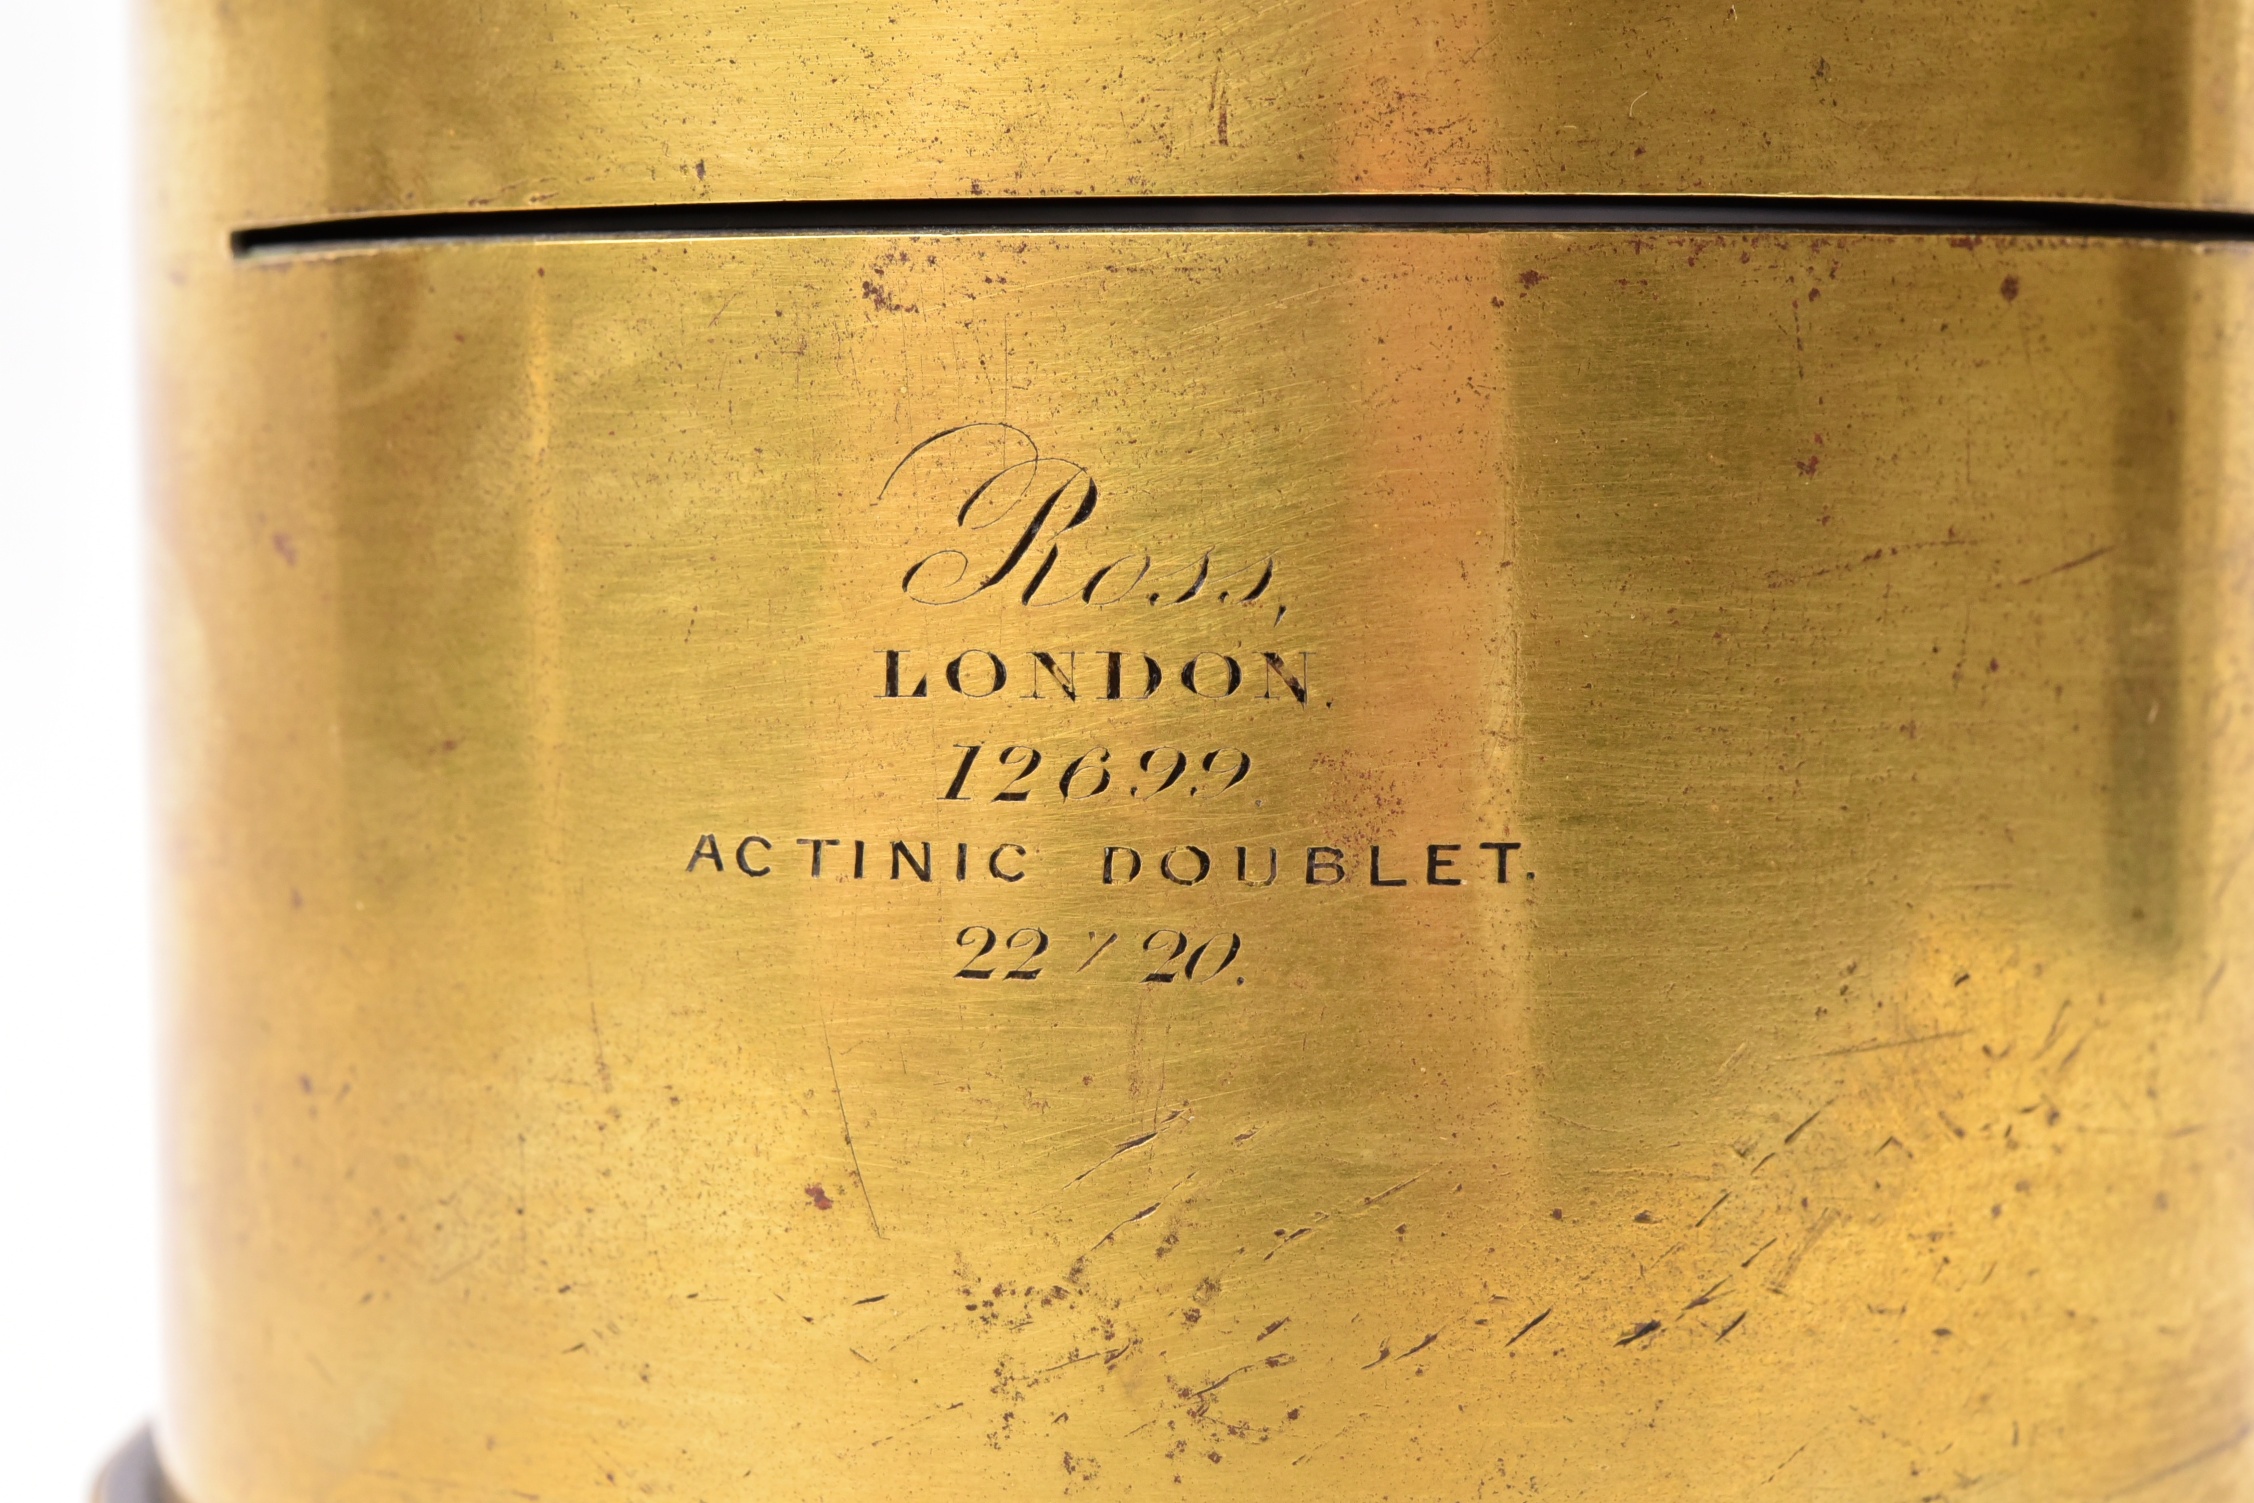 Ross,
LONDON.
12699.
ACTINIC DOUBLET.
22 × 20.